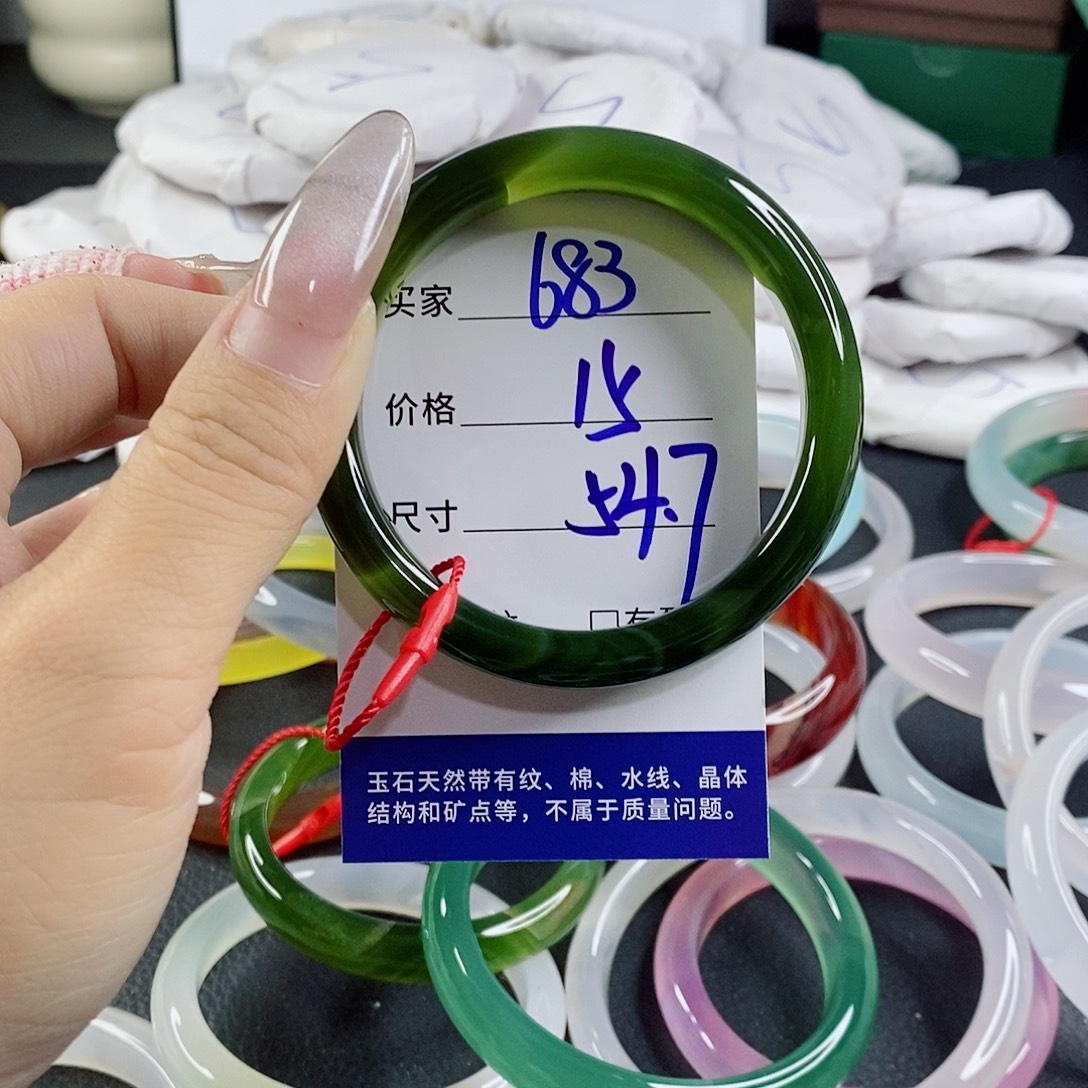 买家 683
价格 15
尺寸 54.7
玉石天然带有纹、棉、水线、晶体
结构和矿点等，不属于质量问题。